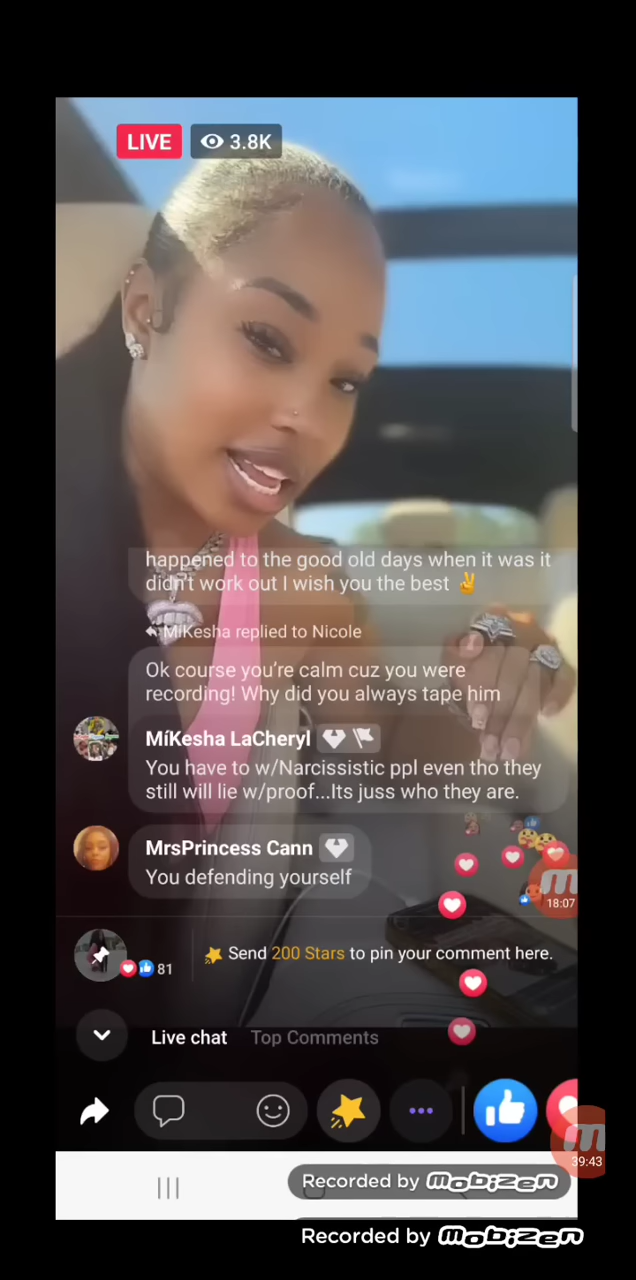 LIVE
3.8K
happened to the good old days when it was it
didn't work out I wish you the best ✌
MiKesha replied to Nicole
Ok course you're calm cuz you were
recording! Why did you always tape him
MíKesha LaCheryl
You have to w/Narcissistic ppl even tho they
still will lie w/proof...Its juss who they are.
MrsPrincess Cann
You defending yourself
18:07
81
Send 200 Stars to pin your comment here.
Live chat Top Comments
39:43
Recorded by mobizen
Recorded by mobizen